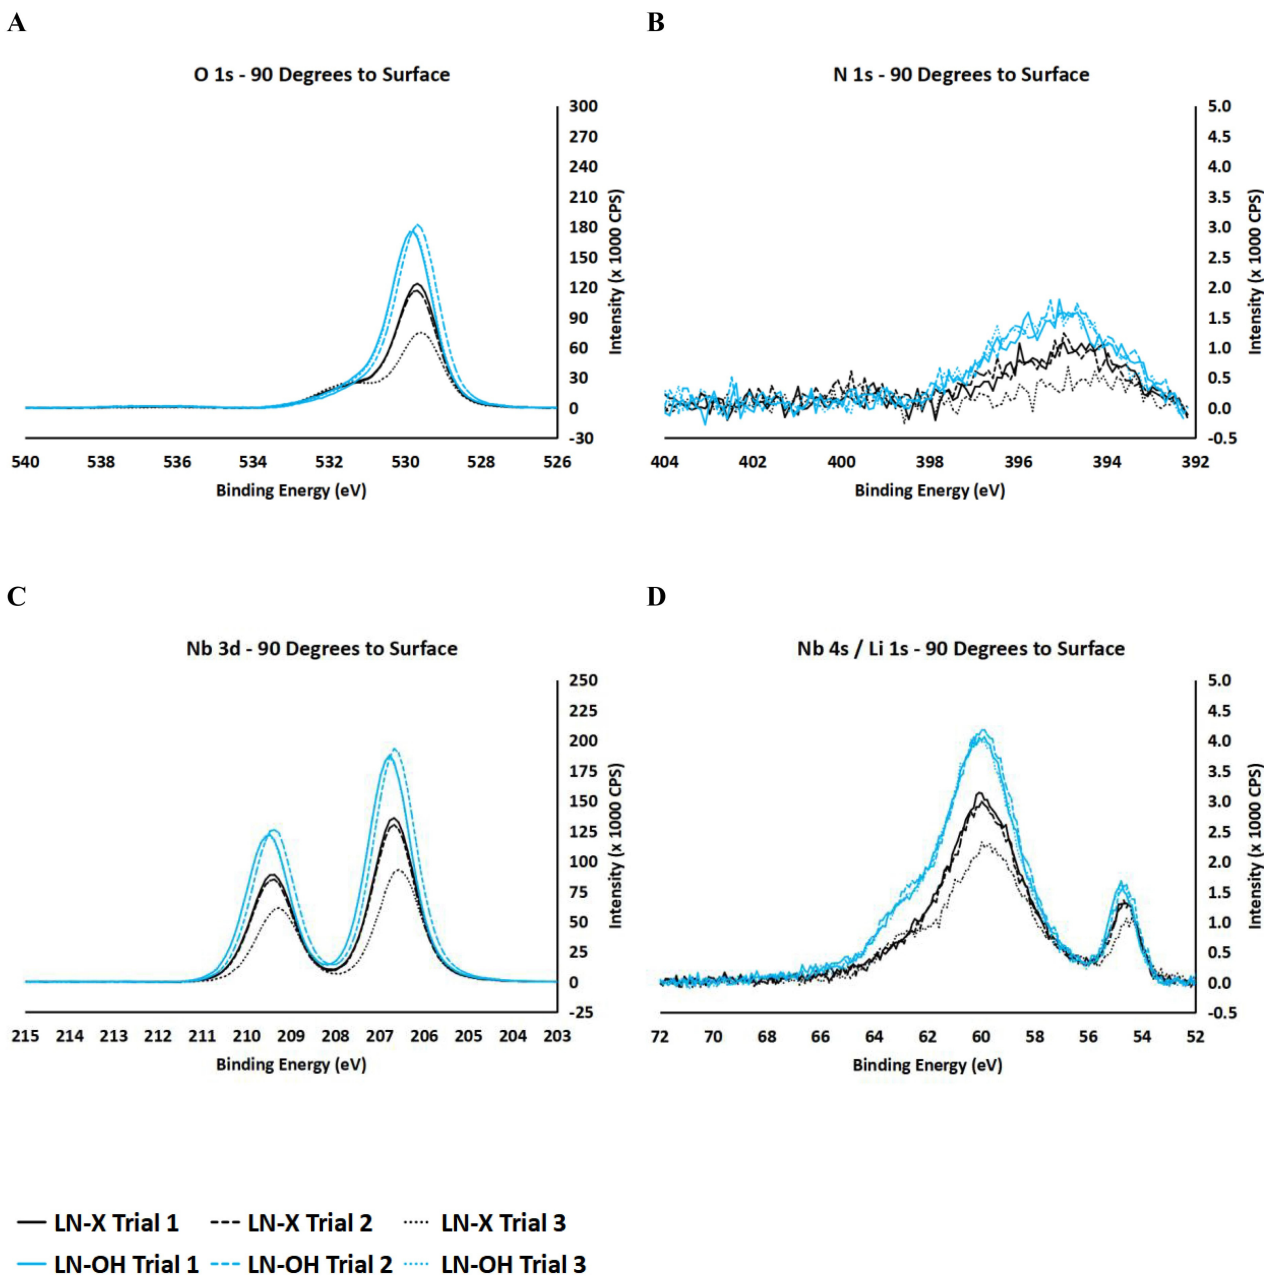 A
O 1s - 90 Degrees to Surface
300
270
240
210
180
150
120
90
60
30
0
-30
Intensity (x 1000 CPS)
540 538 536 534 532 530 528 526
Binding Energy (eV)
B
N 1s - 90 Degrees to Surface
5.0
4.5
4.0
3.5
3.0
2.5
2.0
1.5
1.0
0.5
0.0
-0.5
Intensity (x 1000 CPS)
404 402 400 398 396 394 392
Binding Energy (eV)
C
Nb 3d - 90 Degrees to Surface
250
225
200
175
150
125
100
75
50
25
0
-25
Intensity (x 1000 CPS)
215 214 213 212 211 210 209 208 206 206 204 203
Binding Energy (eV)
D
Nb 4s / Li 1s - 90 Degrees to Surface
5.0
4.5
4.0
3.5
3.0
2.5
2.0
1.5
1.0
0.5
0.0
-0.5
Intensity (x 1000 CPS)
72 70 68 66 64 62 60 58 56 54 52
Binding Energy (eV)
LN-X Trial 1 LN-X Trial 2 LN-X Trial 3
LN-OH Trial 1 LN-OH Trial 2 LN-OH Trial 3